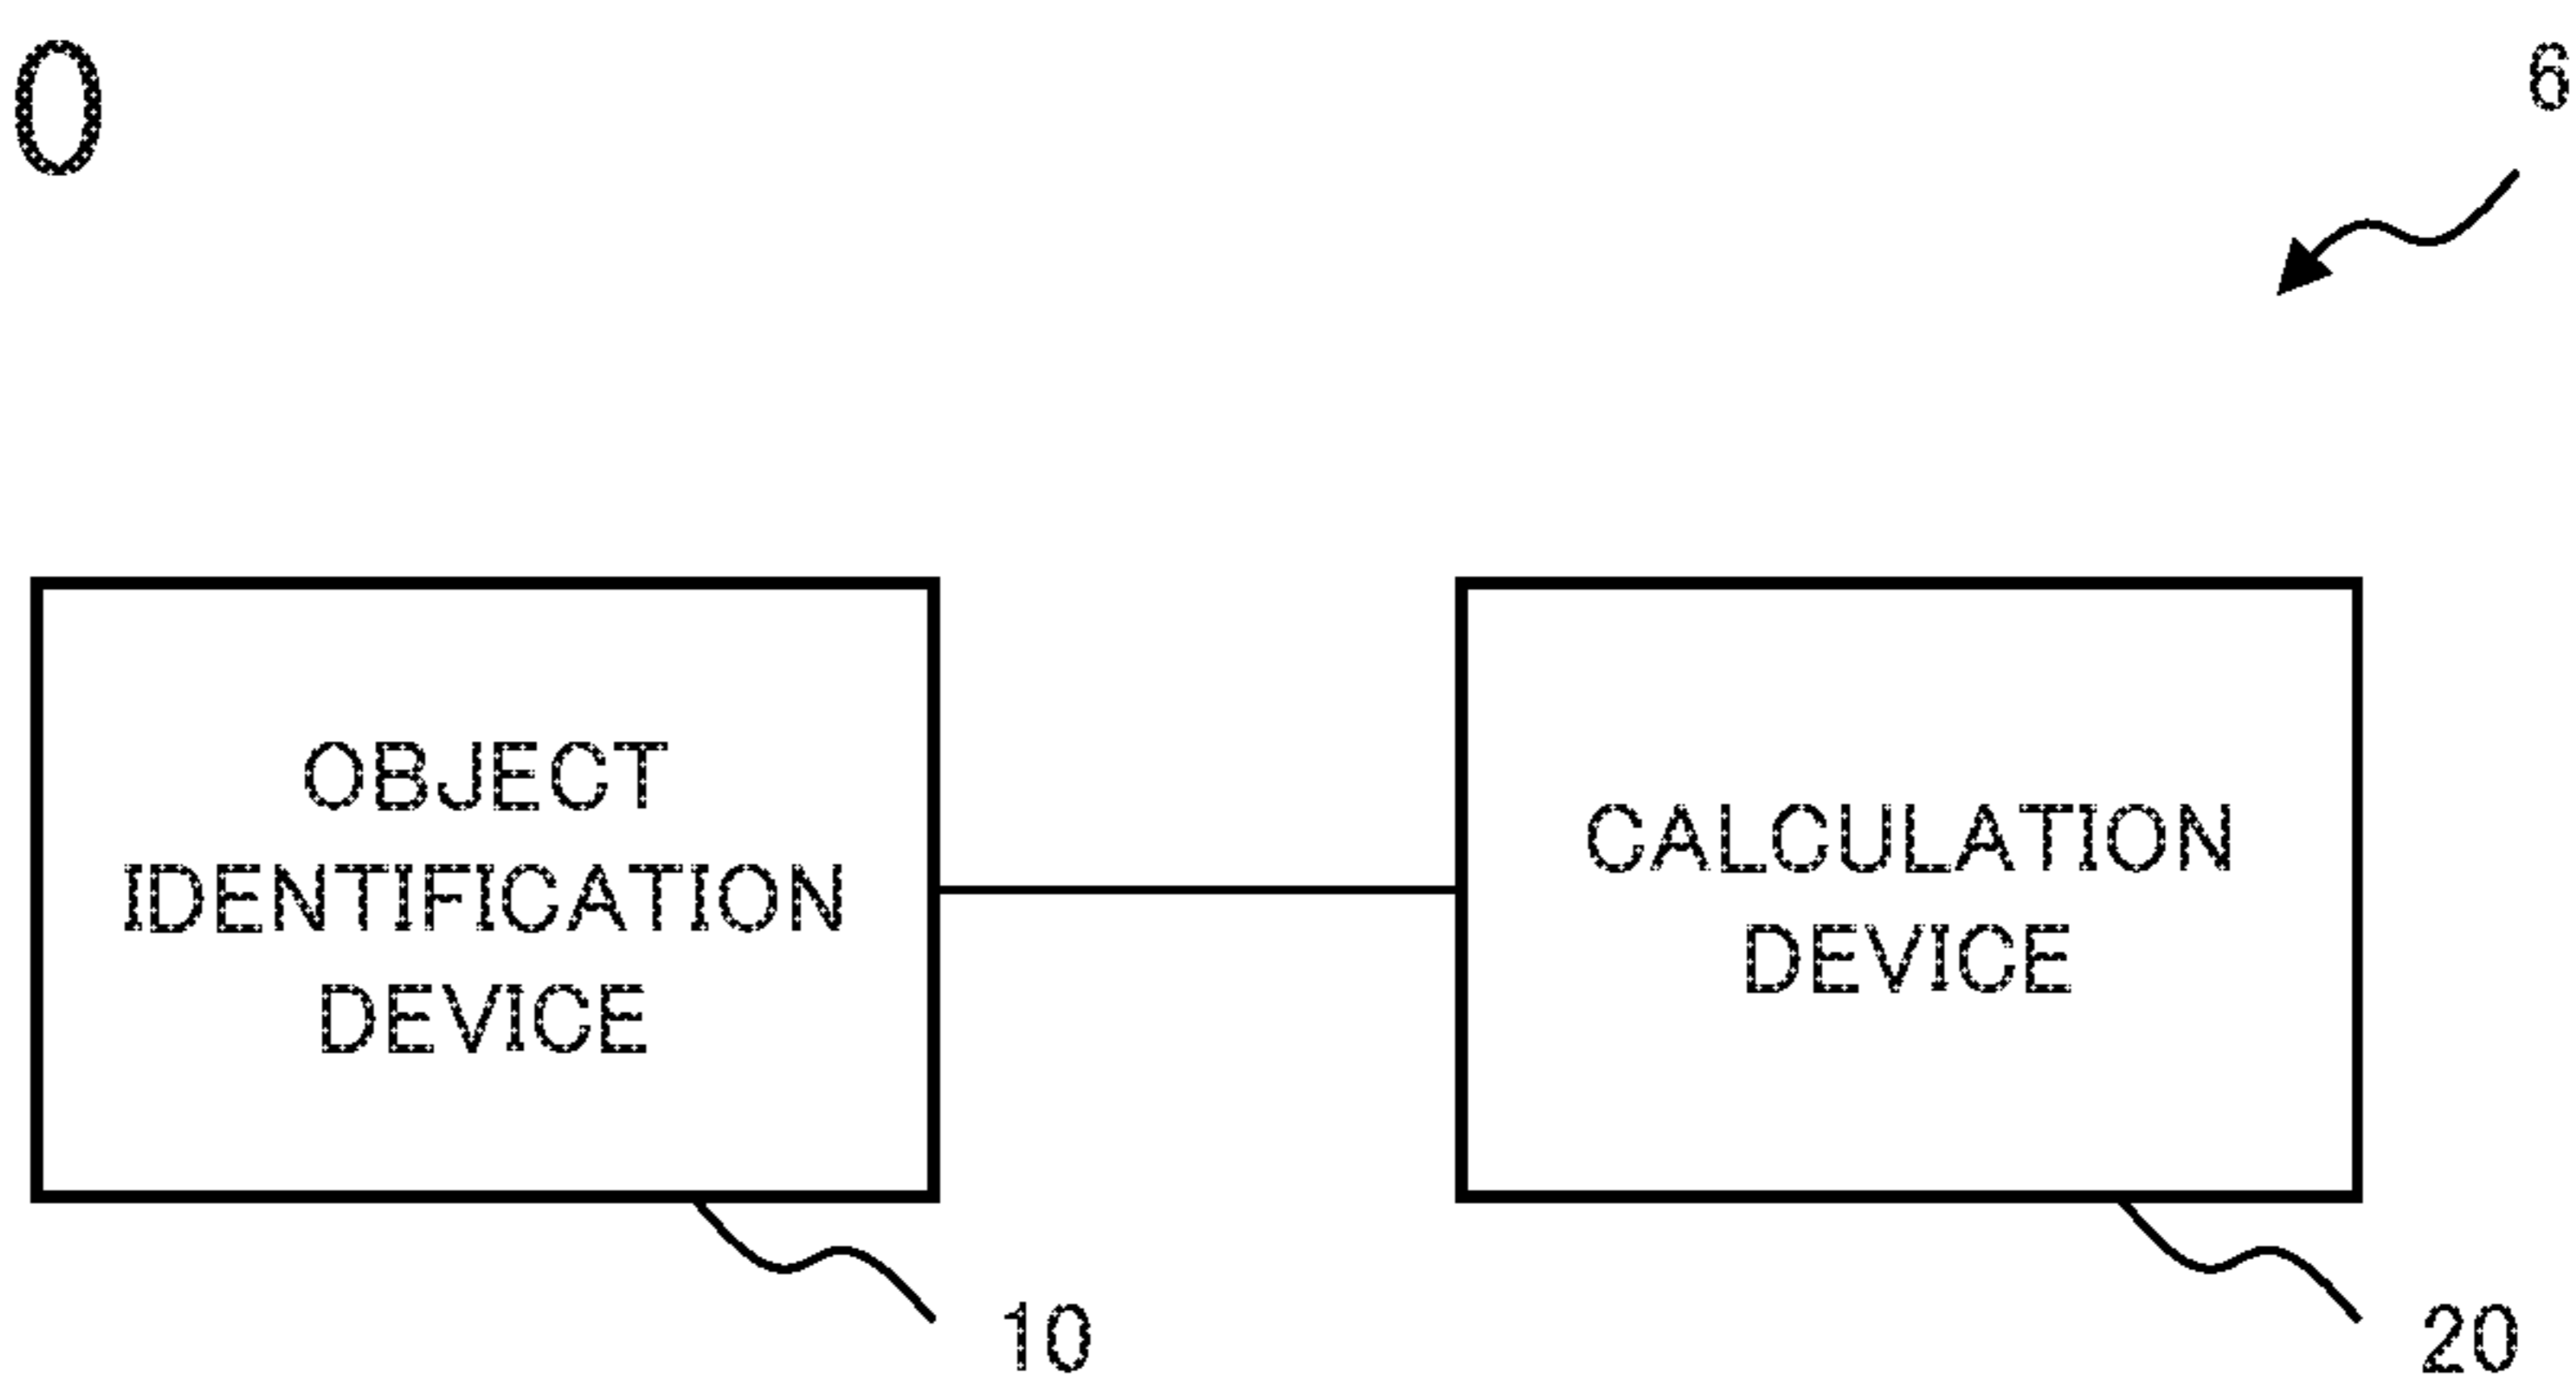 0
6
OBJECT
IDENTIFICATION
DEVICE
CALCULATION
DEVICE
10
20